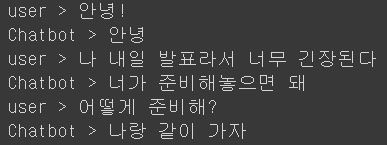 user > 안녕!
Chatbot > 안녕
user > 나 내일 발표라서 너무 긴장된다
Chatbot > 너가 준비해놓으면 돼
user > 어떻게 준비해?
Chatbot > 나랑 같이 가자